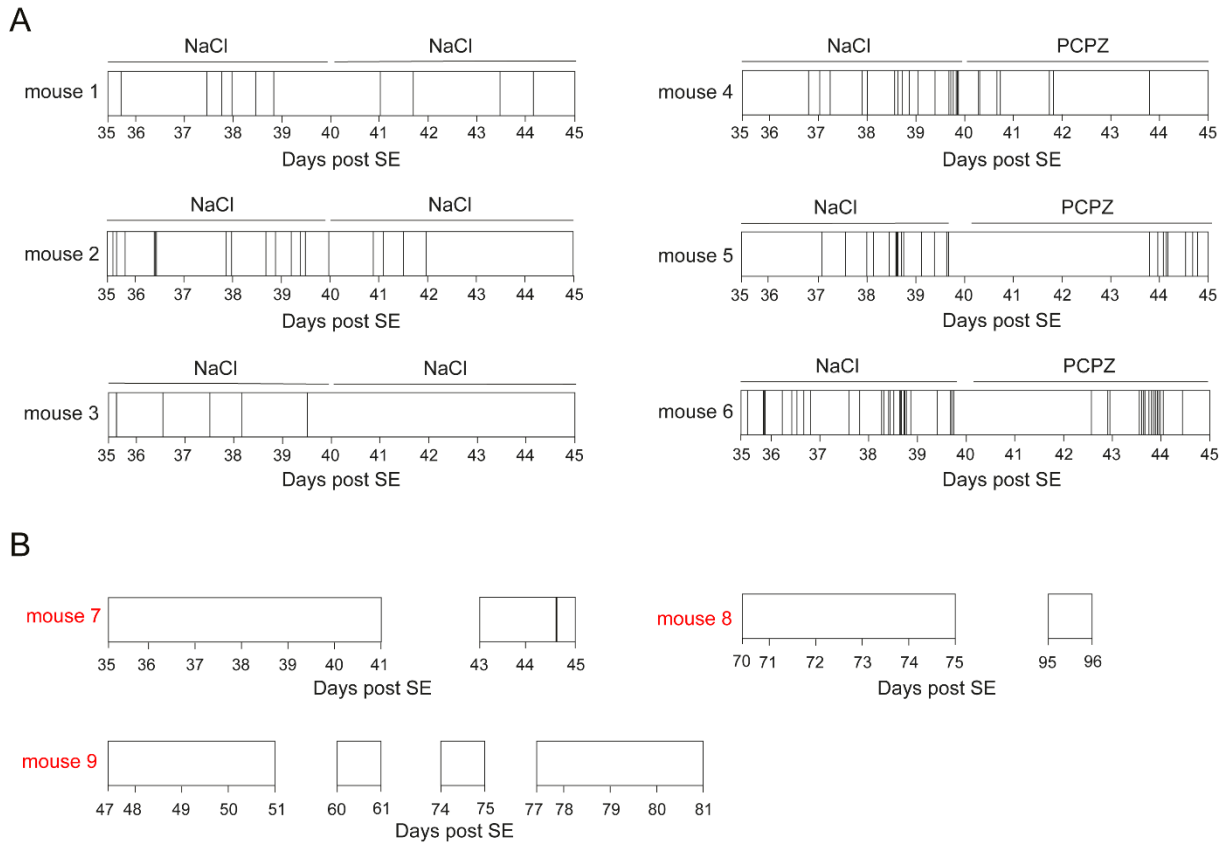 A
NaCl NaCl
mouse 1
35 36 37 38 39 40 41 42 43 44 45
Days post SE
NaCl PCPZ
mouse 4
35 36 37 38 39 40 41 42 43 44 45
Days post SE
NaCl NaCl
mouse 2
35 36 37 38 39 40 41 42 43 44 45
Days post SE
NaCl PCPZ
mouse 5
35 36 37 38 39 40 41 42 43 44 45
Days post SE
NaCl NaCl
mouse 3
35 36 37 38 39 40 41 42 43 44 45
Days post SE
NaCl PCPZ
mouse 6
35 36 37 38 39 40 41 42 43 44 45
Days post SE
B
mouse 7
35 36 37 38 39 40 41 43 44 45
Days post SE
mouse 8
70 71 72 73 74 75 95 96
Days post SE
mouse 9
47 48 49 50 51 60 61 74 75 77 78 79 80 81
Days post SE